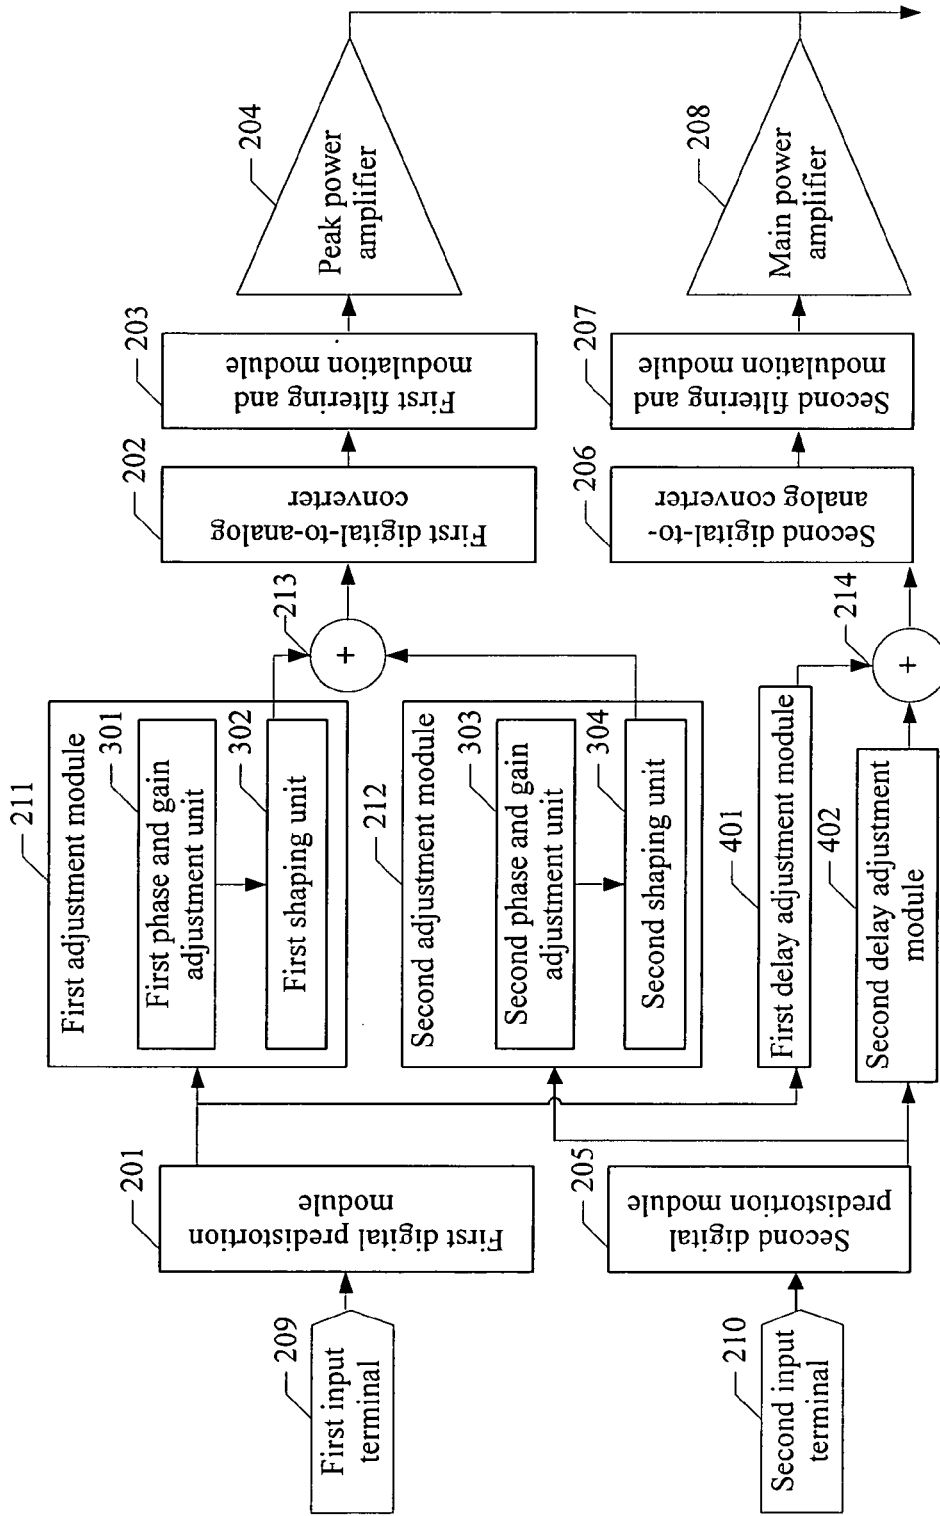 209
First input
terminal
201
First digital predistortion
module
211
First adjustment module
301
First phase and gain
adjustment unit
302
First shaping unit
213
+
202
First digital-to-analog
converter
203
First filtering and
modulation module
204
Peak power
amplifier
212
Second adjustment module
303
Second phase and gain
adjustment unit
304
Second shaping unit
210
Second input
terminal
205
Second digital
predistortion module
401
First delay adjustment module
402
Second delay adjustment
module
214
+
206
Second digital-to-
analog converter
207
Second filtering and
modulation module
208
Main power
amplifier